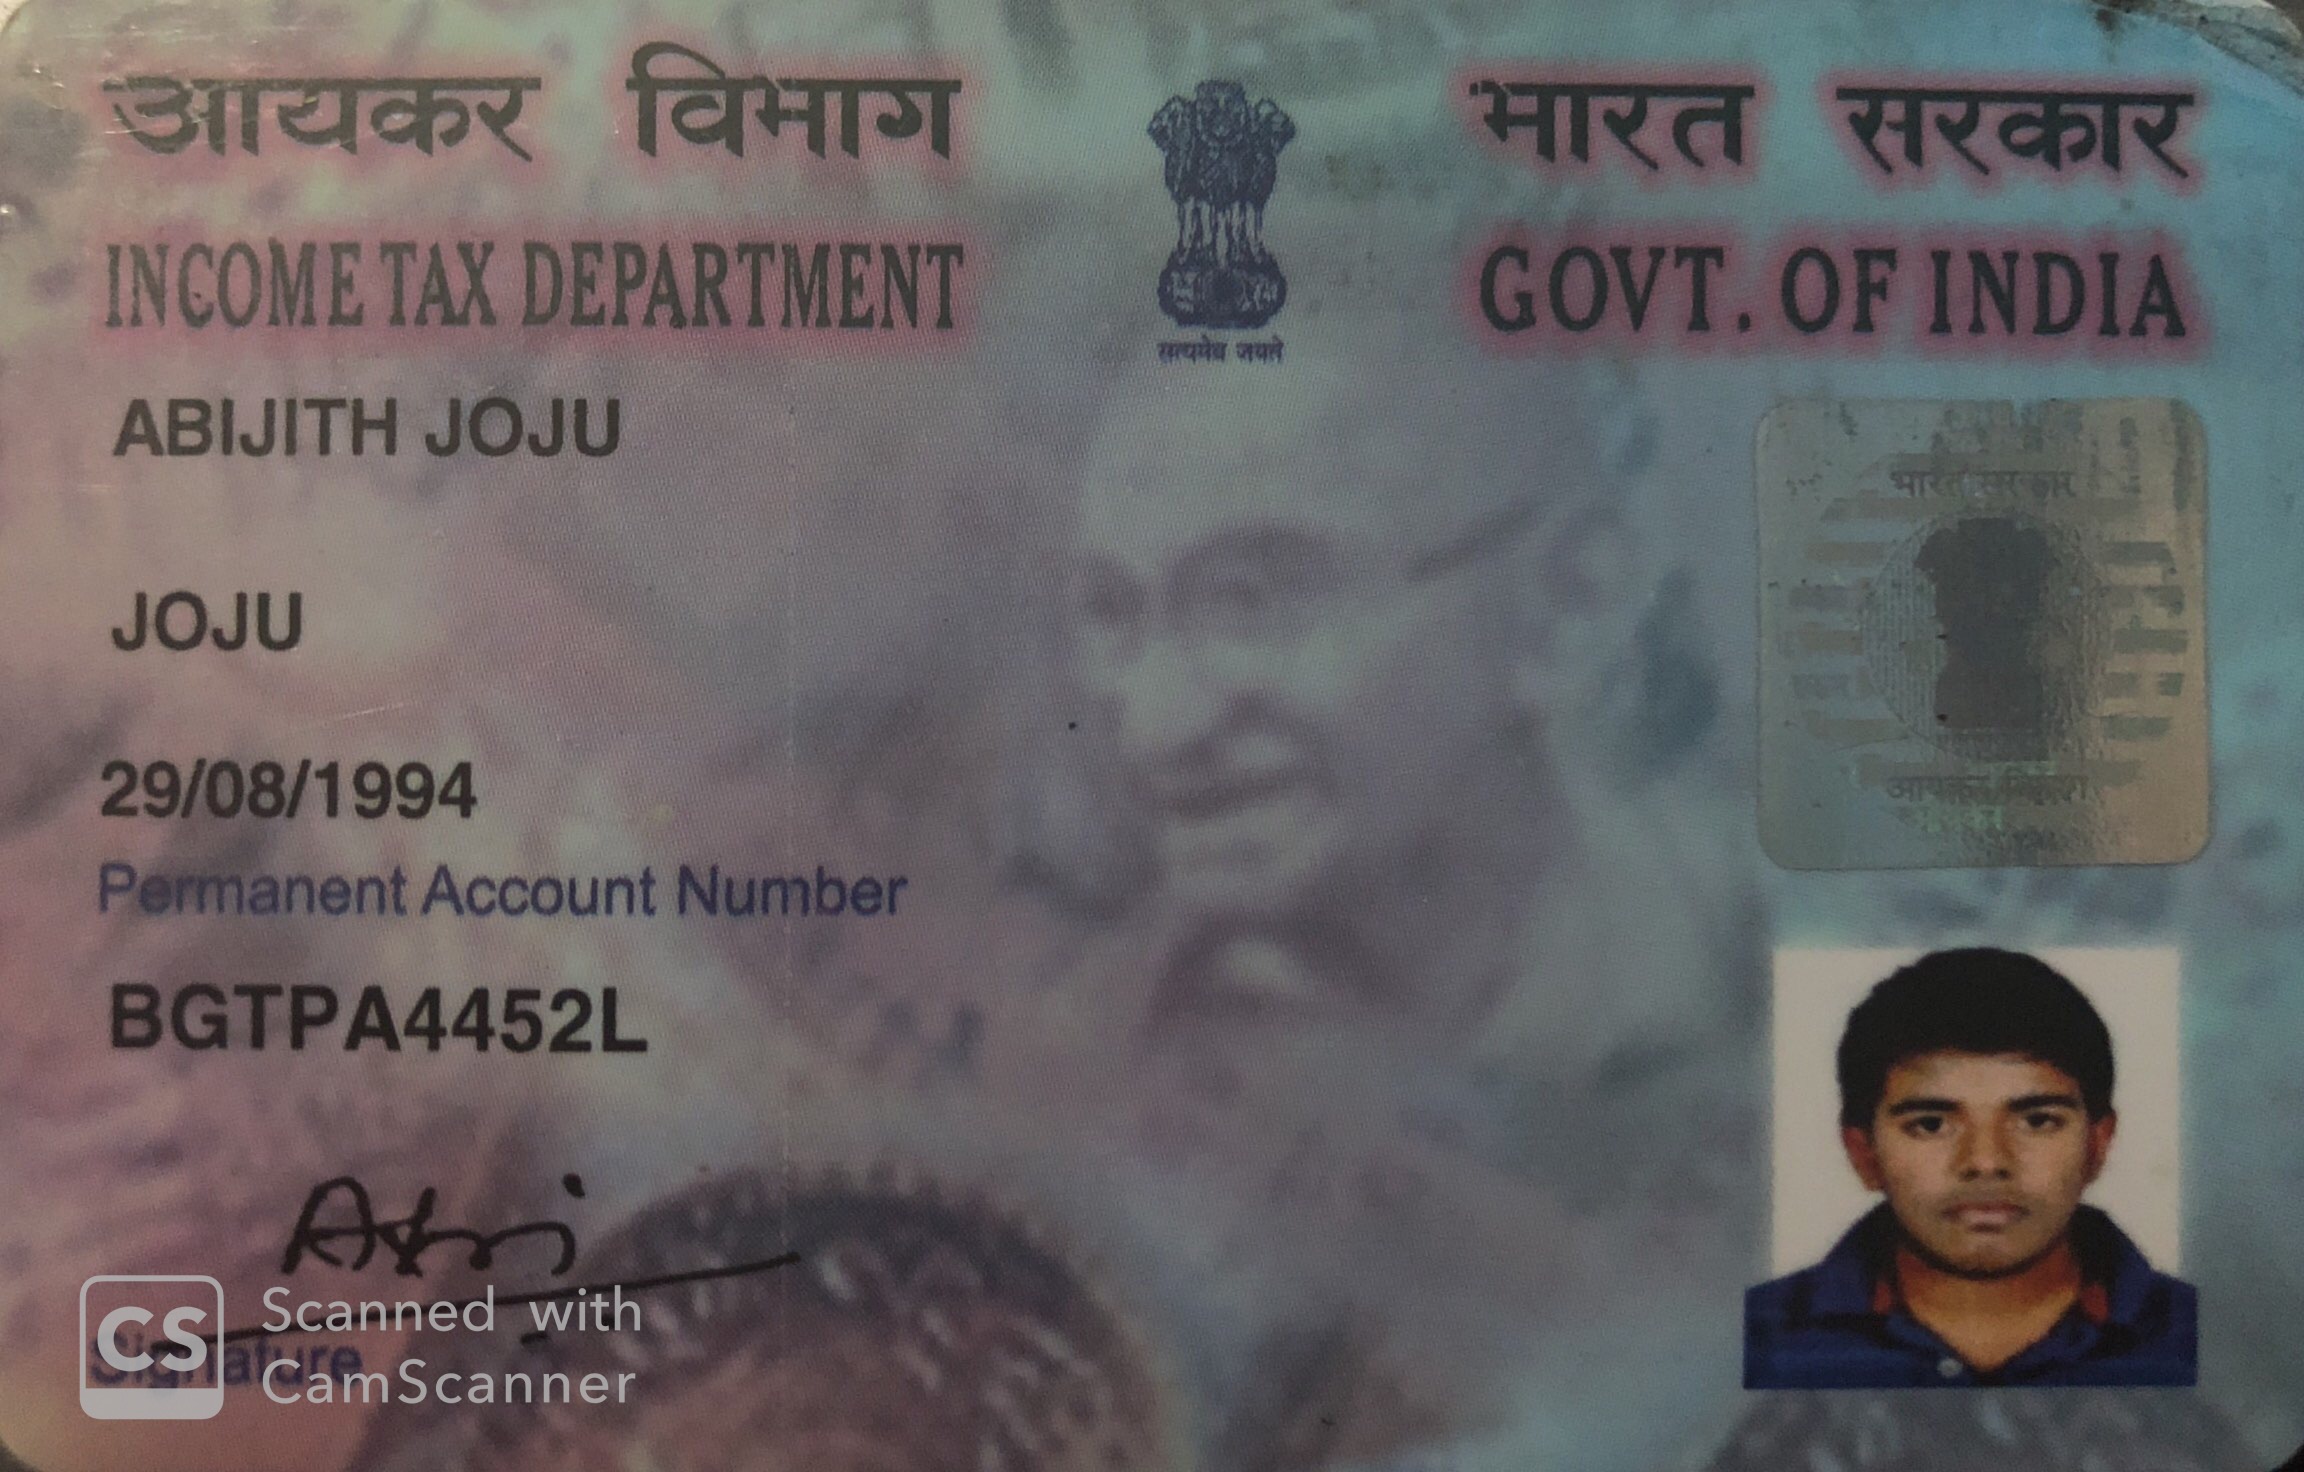 आयकर विभाग
INCOME TAX DEPARTMENT
सत्यमेव जयते
भारत सरकार
GOVT. OF INDIA
ABIJITH JOJU
JOJU
29/08/1994
Permanent Account Number
BGTPA4452L
Signature
भारत सरकार
आयकर विभाग
CS
Scanned with
CamScanner